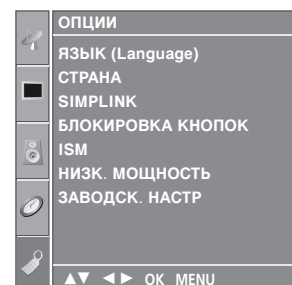 ОПЦИИ
ЯЗЫК (Language)
СТРАНА
SIMPLINK
БЛОКИРОВКА КНОПОК
ISM
НИЗК. МОЩНОСТЬ
ЗАВОДСК. НАСТР
▲▼ ◄► OK MENU